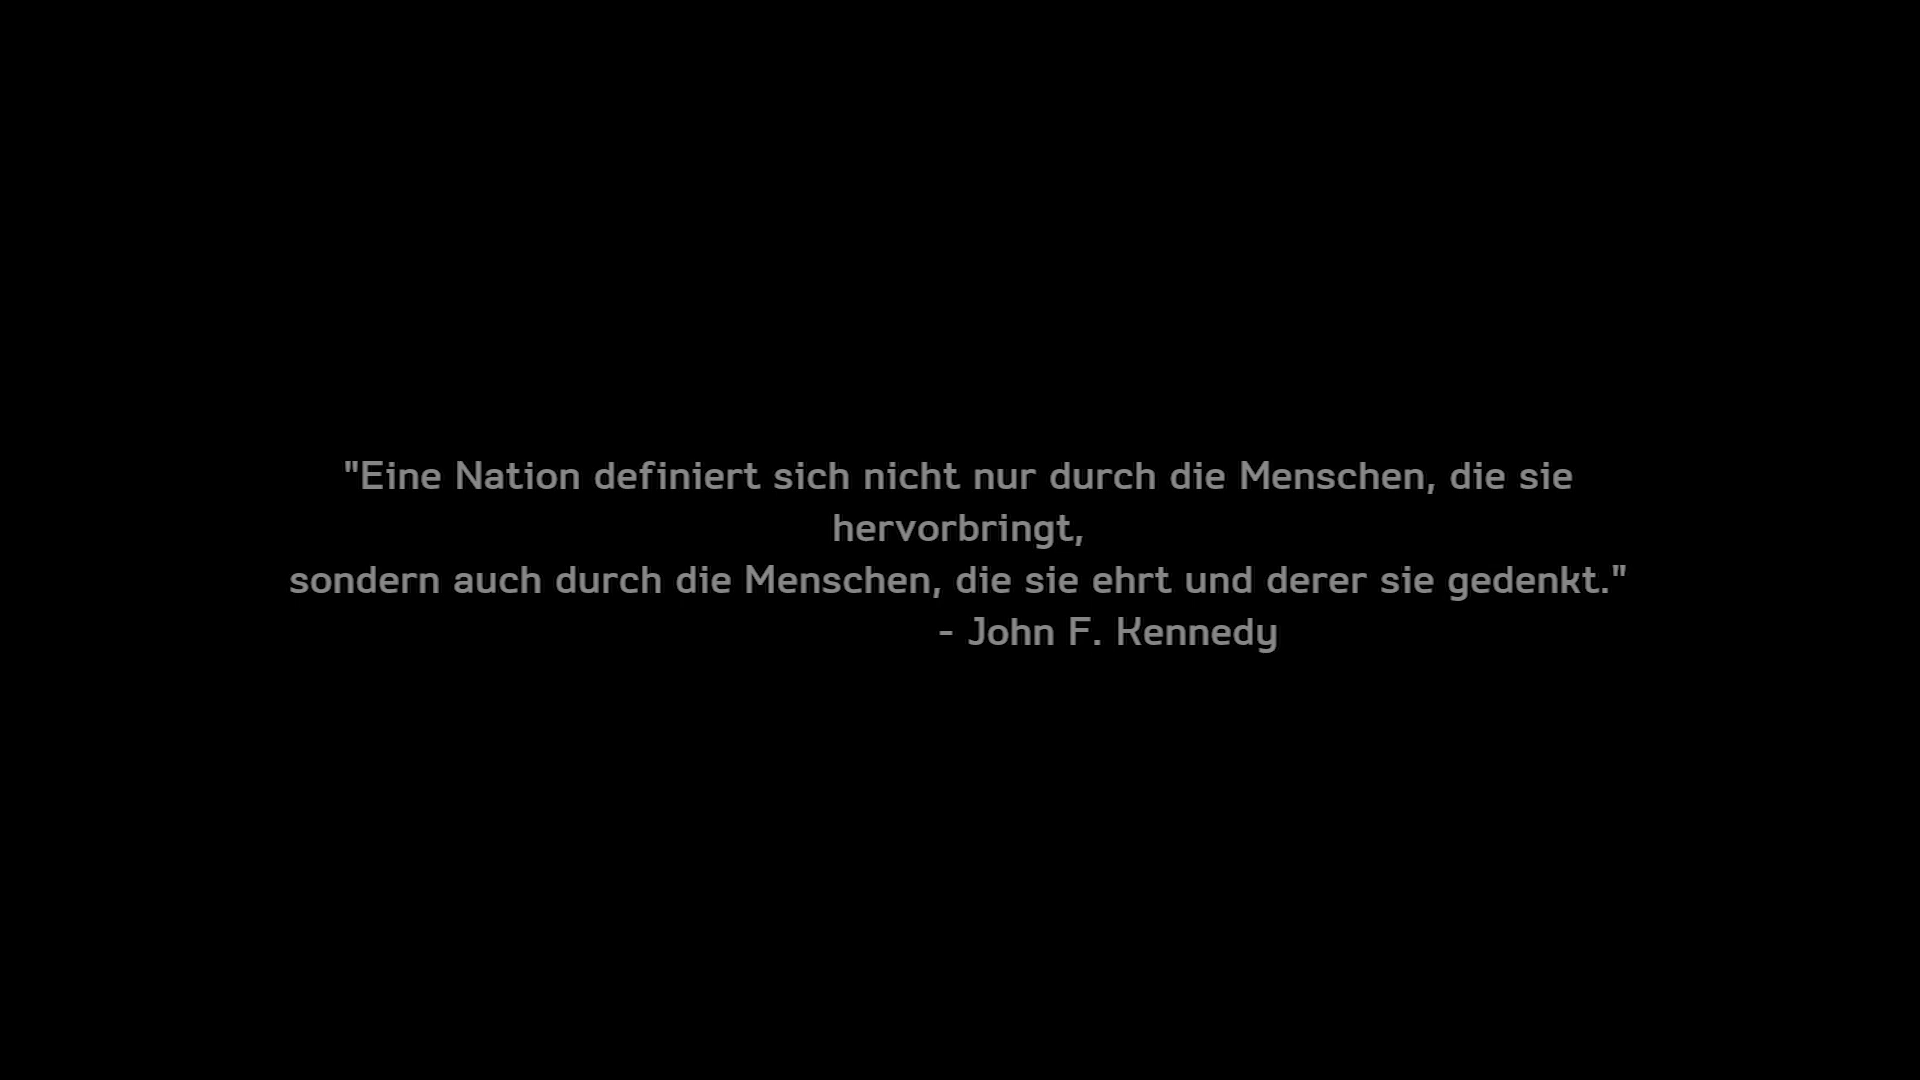 "Eine Nation definiert sich nicht nur durch die Menschen, die sie
hervorbringt,
sondern auch durch die Menschen, die sie ehrt und derer sie gedenkt."
- John F. Kennedy